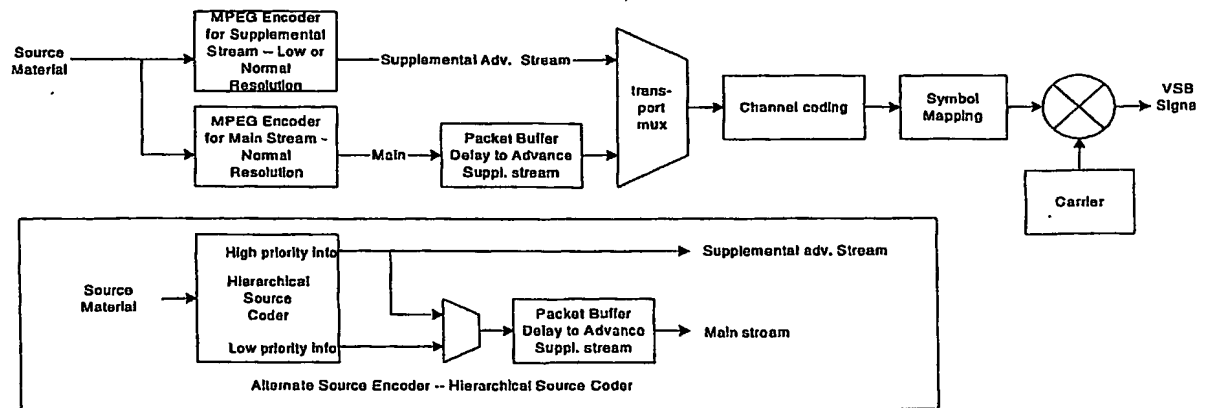 Source
Material
MPEG Encoder
for Supplemental
Stream -- Low or
Normal
Resolution
Supplemental Adv. Stream
MPEG Encoder
for Main Stream -
Normal
Resolution
Main
Packet Buffer
Delay to Advance
Suppl. stream
trans-
port
mux
Channel coding
Symbol
Mapping
VSB
Signa
Carrier
Source
Material
High priority info
Hierarchical
Source
Coder
Low priority info
Supplemental adv. Stream
Packet Buffer
Delay to Advance
Suppl. stream
Main stream
Alternate Source Encoder -- Hierarchical Source Coder